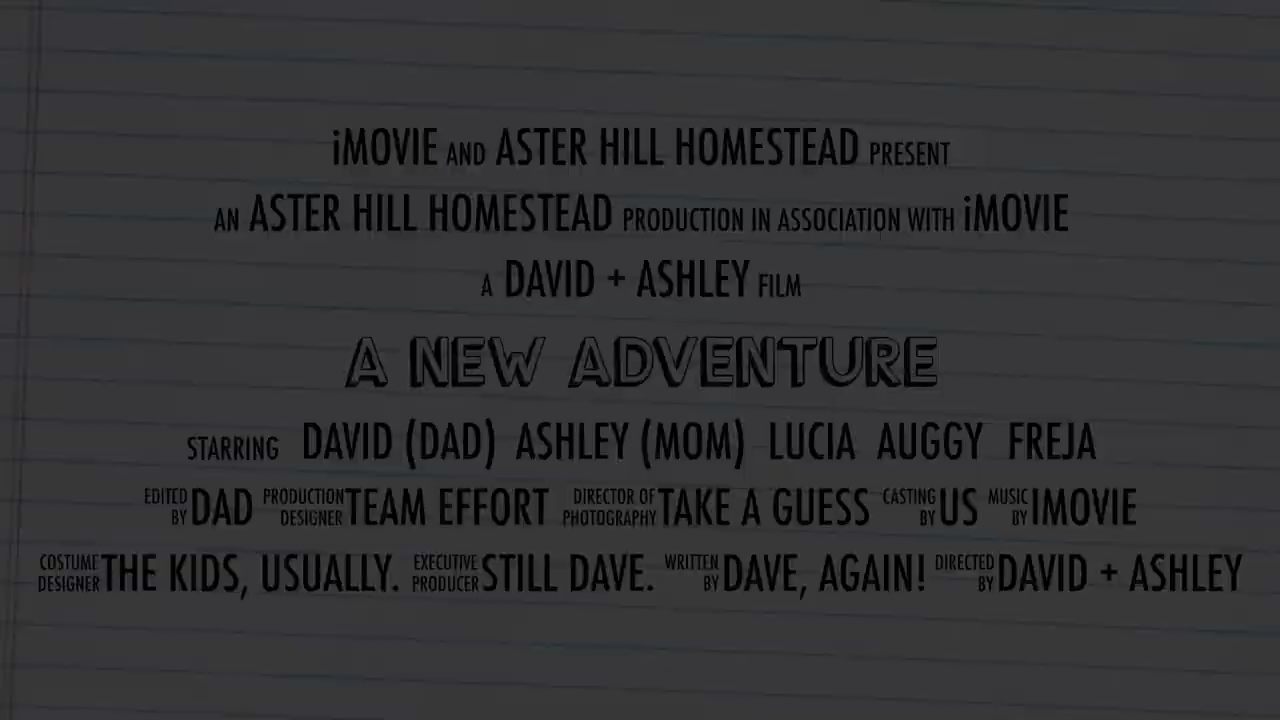 iMOVIE AND ASTER HILL HOMESTEAD PRESENT
AN ASTER HILL HOMESTEAD PRODUCTION IN ASSOCIATION WITH iMOVIE
A DAVID + ASHLEY FILM
A NEW ADVENTURE
STARRING DAVID (DAD) ASHLEY (MOM) LUCIA AUGGY FREJA
EDITED BY DAD PRODUCTION DESIGNER TEAM EFFORT DIRECTOR OF PHOTOGRAPHY TAKE A GUESS CASTING BY US MUSIC BY IMOVIE
COSTUME DESIGNER THE KIDS, USUALLY. EXECUTIVE PRODUCER STILL DAVE. WRITTEN BY DAVE, AGAIN! DIRECTED BY DAVID + ASHLEY